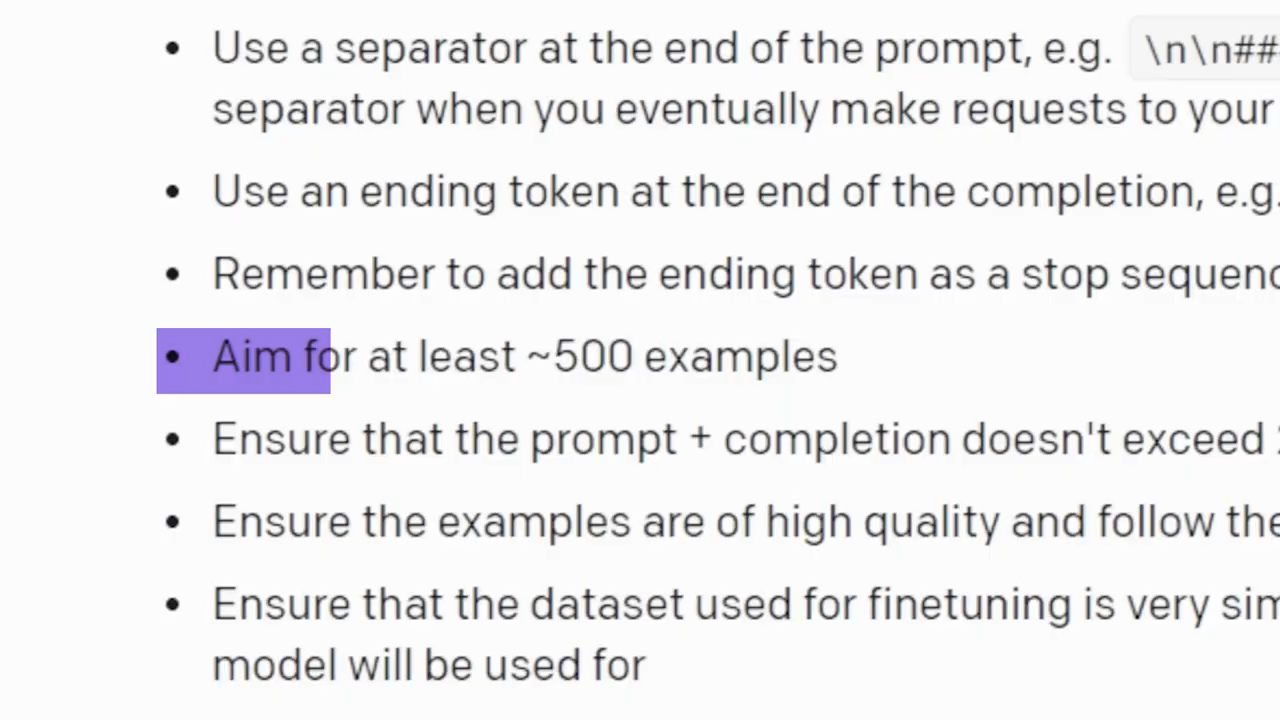 Use a separator at the end of the prompt, e.g. \n\n##
separator when you eventually make requests to your
Use an ending token at the end of the completion, e.g.
Remember to add the ending token as a stop sequenc
Aim for at least ~500 examples
Ensure that the prompt + completion doesn't exceed
Ensure the examples are of high quality and follow the
Ensure that the dataset used for finetuning is very sim
model will be used for